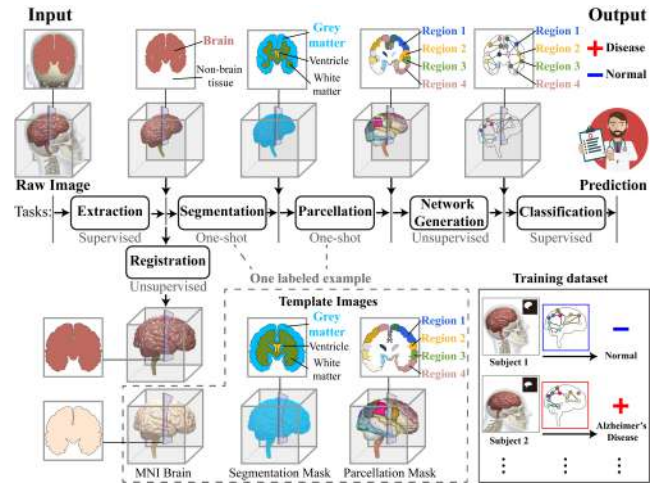 Input
Output
Brain
Non-brain
tissue
Grey
matter
Ventricle
White
matter
Region 1
Region 2
Region 3
Region 4
Region 1
Region 2
Region 3
Region 4
+ Disease
− Normal
Raw Image
Prediction
Tasks:
Extraction
Segmentation
Parcellation
Network
Generation
Classification
Supervised
One-shot
One-shot
Unsupervised
Supervised
Registration
Unsupervised
One labeled example
Template Images
Grey
matter
Ventricle
White
matter
Region 1
Region 2
Region 3
Region 4
MNI Brain
Segmentation Mask
Parcellation Mask
Training dataset
Subject 1
−
Normal
Subject 2
+
Alzheimer's
Disease